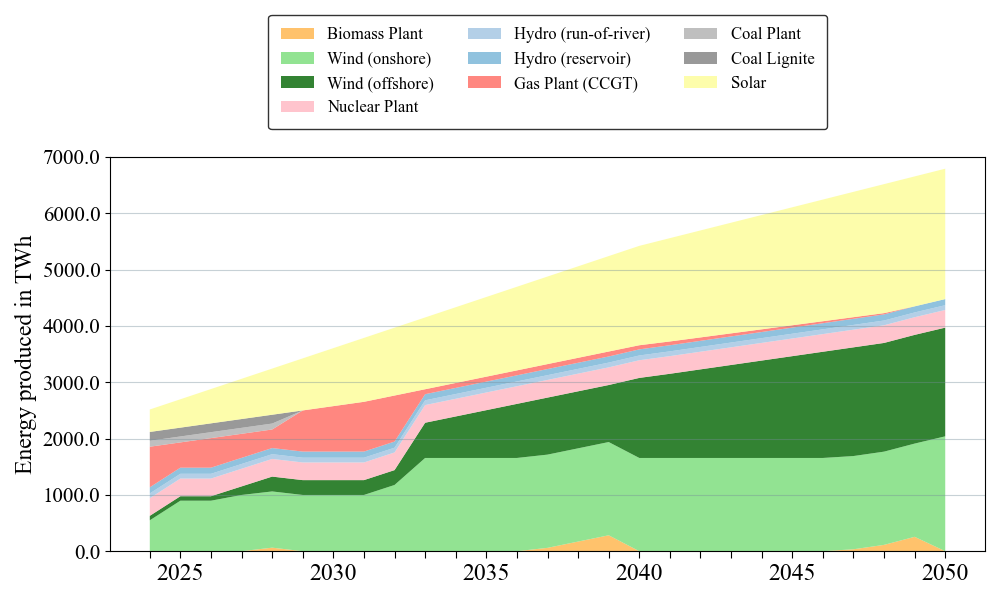 Biomass Plant Hydro (run-of-river) Coal Plant
Wind (onshore) Hydro (reservoir) Coal Lignite
Wind (offshore) Gas Plant (CCGT) Solar
Nuclear Plant
7000.0
6000.0
5000.0
4000.0
3000.0
2000.0
1000.0
0.0
Energy produced in TWh
2025 2030 2035 2040 2045 2050